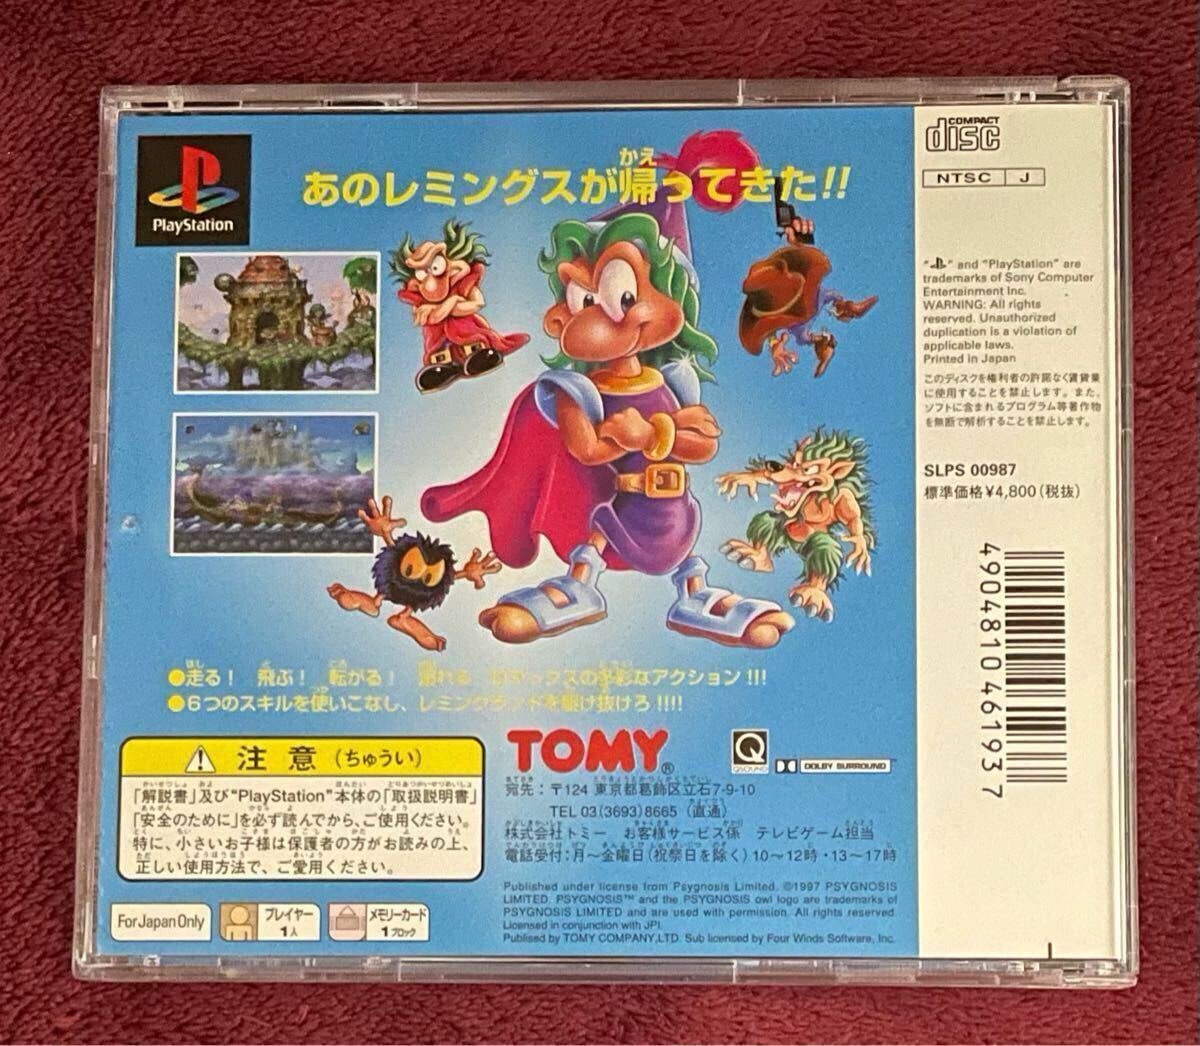 PlayStation
かえ
あのレミングスが帰ってきた!!
はし
●走る! 飛ぶ! 転がる! の多彩なアクション!!!
●6つのスキルを使いこなし、レミングランドを駆け抜けろ!!!!
注意(ちゅうい)
「解説書」及び“PlayStation”本体の「取扱説明書」
「安全のために」を必ず読んでから、ご使用ください。
特に、小さいお子様は保護者の方がお読みの上、
正しい使用方法で、ご愛用ください。
For Japan Only
プレイヤー
1人
メモリーカード
1ブロック
TOMY®
Q
QSOUND
DOLBY SURROUND
宛先:〒124 東京都葛飾区立石7-9-10
TEL 03(3693)8665 (直通)
株式会社トミー お客様サービス係 テレビゲーム担当
電話受付:月〜金曜日(祝祭日を除く)10〜12時・13〜17時
Published under license from Psygnosis Limited. ©1997 PSYGNOSIS
LIMITED. PSYGNOSIS™ and the PSYGNOSIS owl logo are trademarks of
PSYGNOSIS LIMITED and are used with permission. All rights reserved.
Licensed in conjunction with JPI.
Publised by TOMY COMPANY,LTD. Sub licensed by Four Winds Software, Inc.
COMPACT
disc
NTSC J
"PS" and "PlayStation" are
trademarks of Sony Computer
Entertainment Inc.
WARNING: All rights
reserved. Unauthorized
duplication is a violation of
applicable laws.
Printed in Japan
このディスクを権利者の許諾なく賃貸業
に使用することを禁止します。また、
ソフトに含まれるプログラム等著作物
を無断で解析することを禁止します。
SLPS 00987
標準価格¥4,800(税抜)
4904810461937